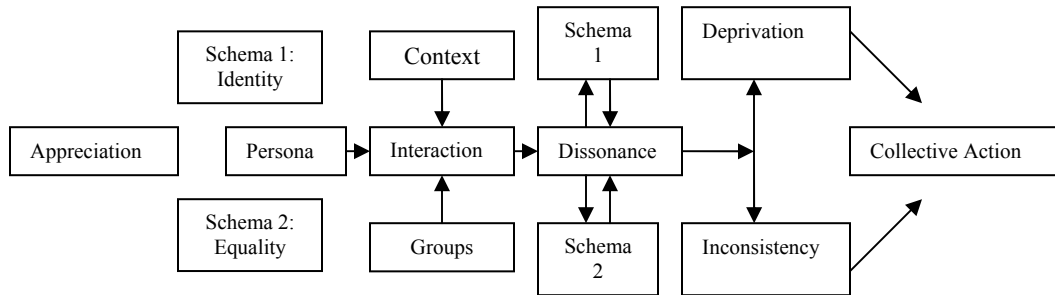 Schema 1:
Identity
Appreciation
Schema 2:
Equality
Persona
Context
Interaction
Groups
Schema
1
Dissonance
Schema
2
Deprivation
Inconsistency
Collective Action